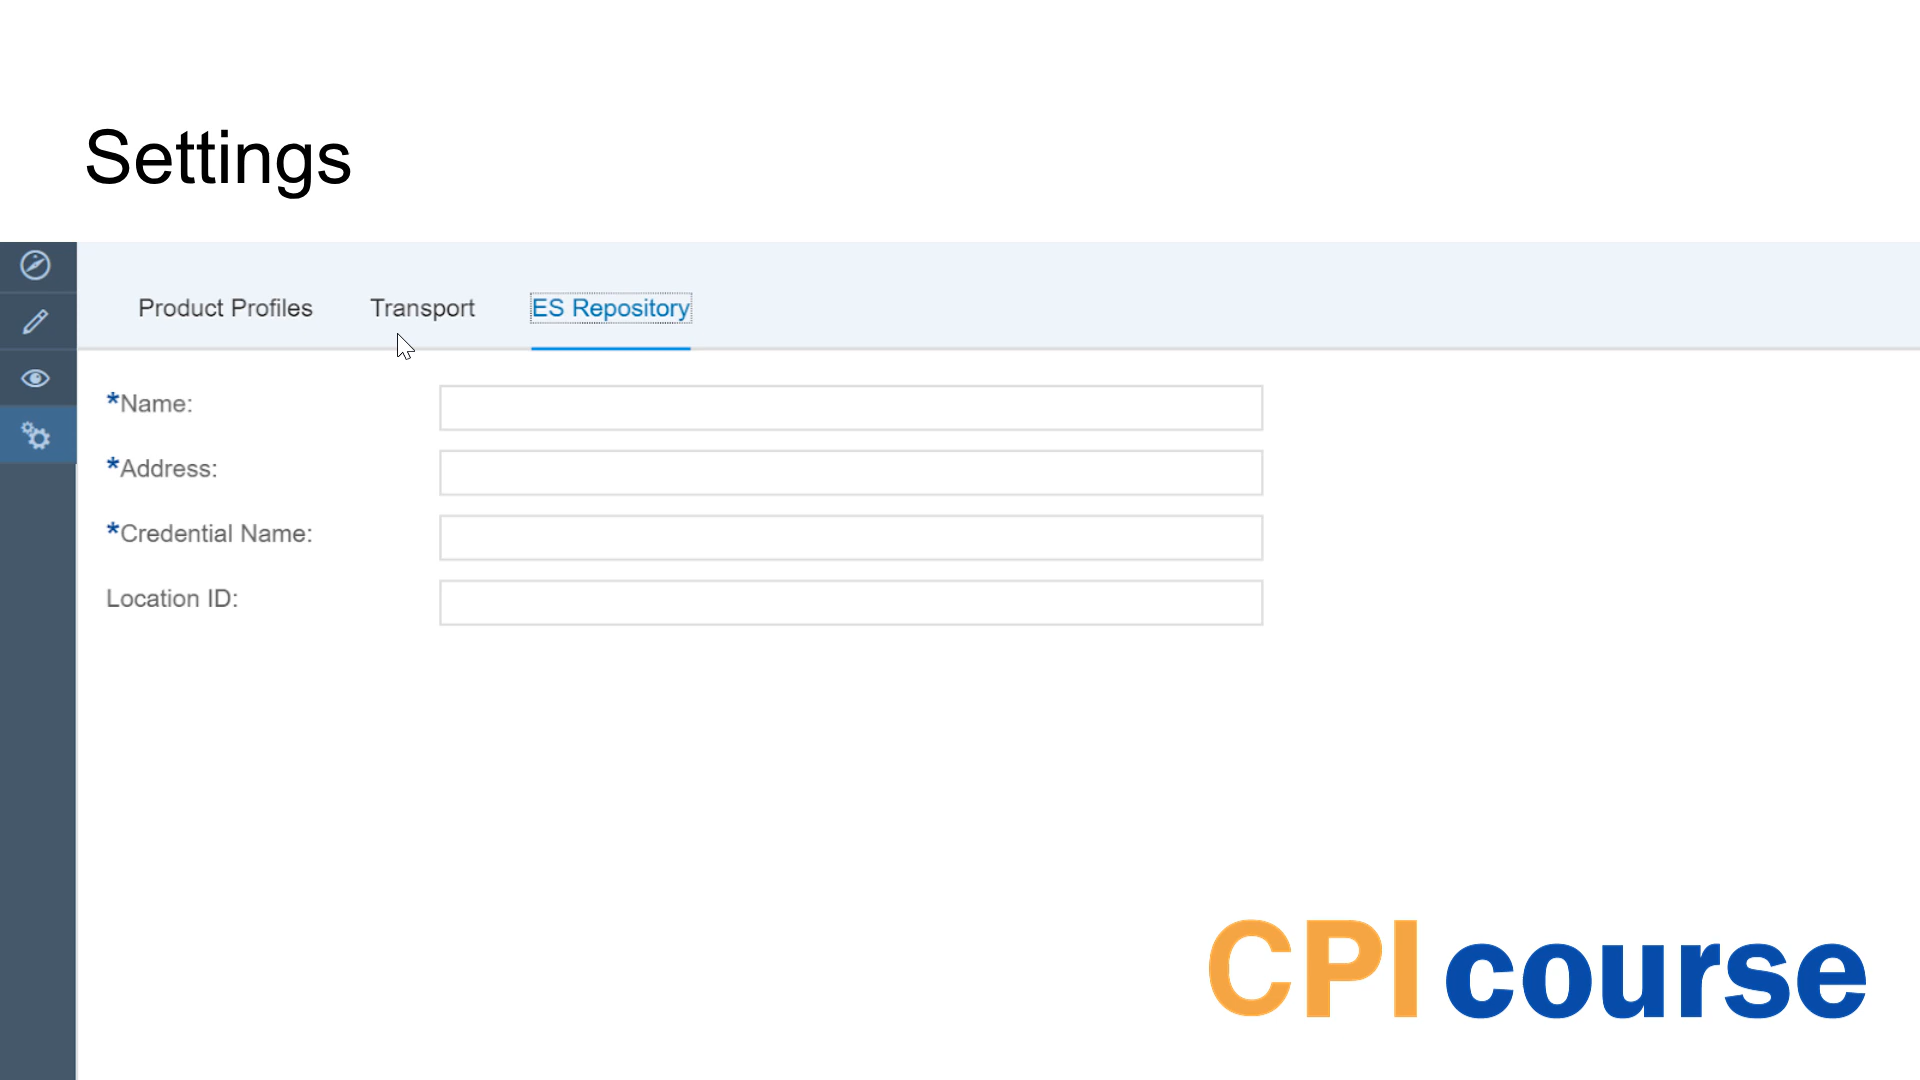 Settings
Product Profiles Transport ES Repository
*Name:
*Address:
*Credential Name:
Location ID:
CPI course